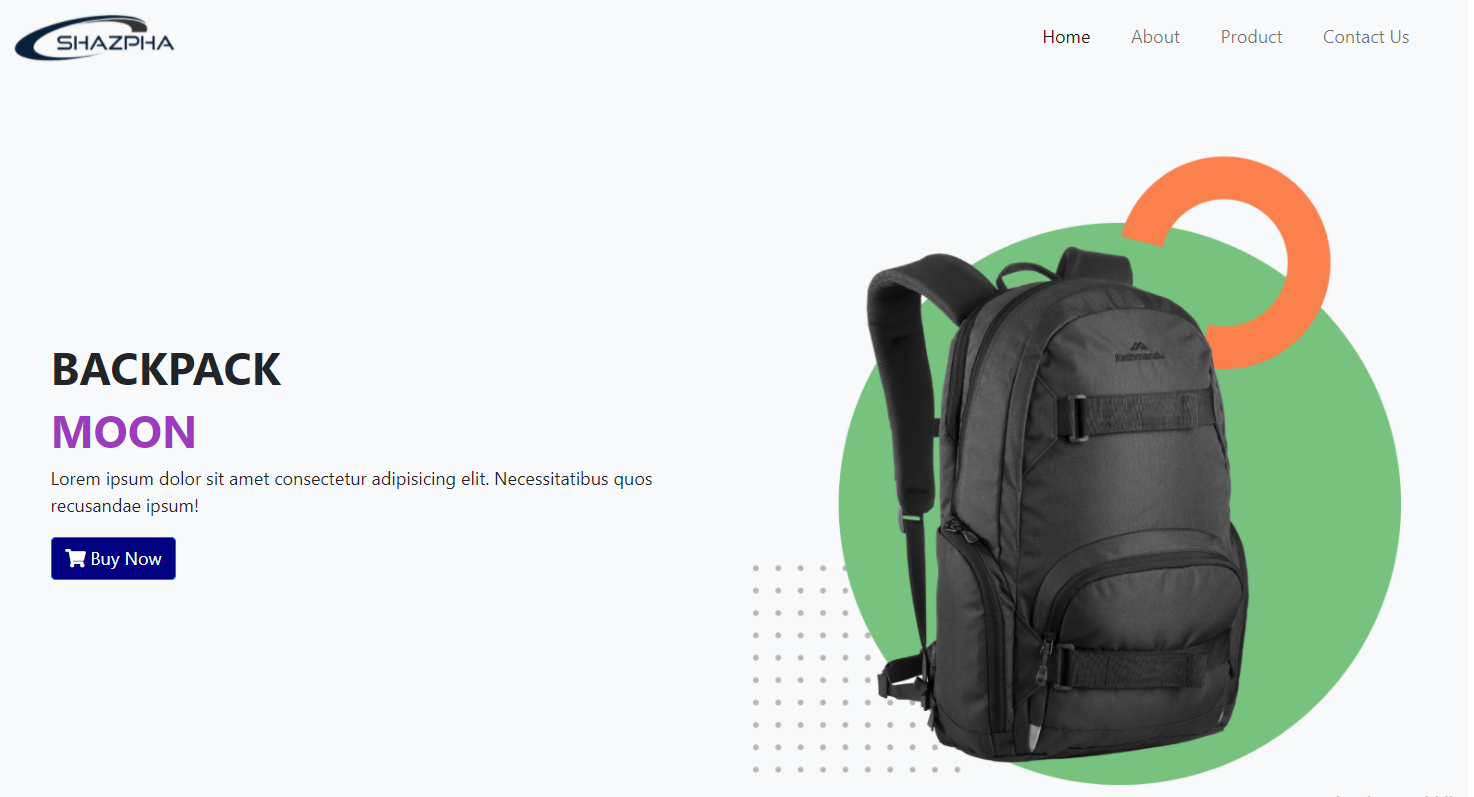 SHAZPHA
Home About Product Contact Us
Kathmandu
BACKPACK
MOON
Lorem ipsum dolor sit amet consectetur adipisicing elit. Necessitatibus quos
recusandae ipsum!
Buy Now